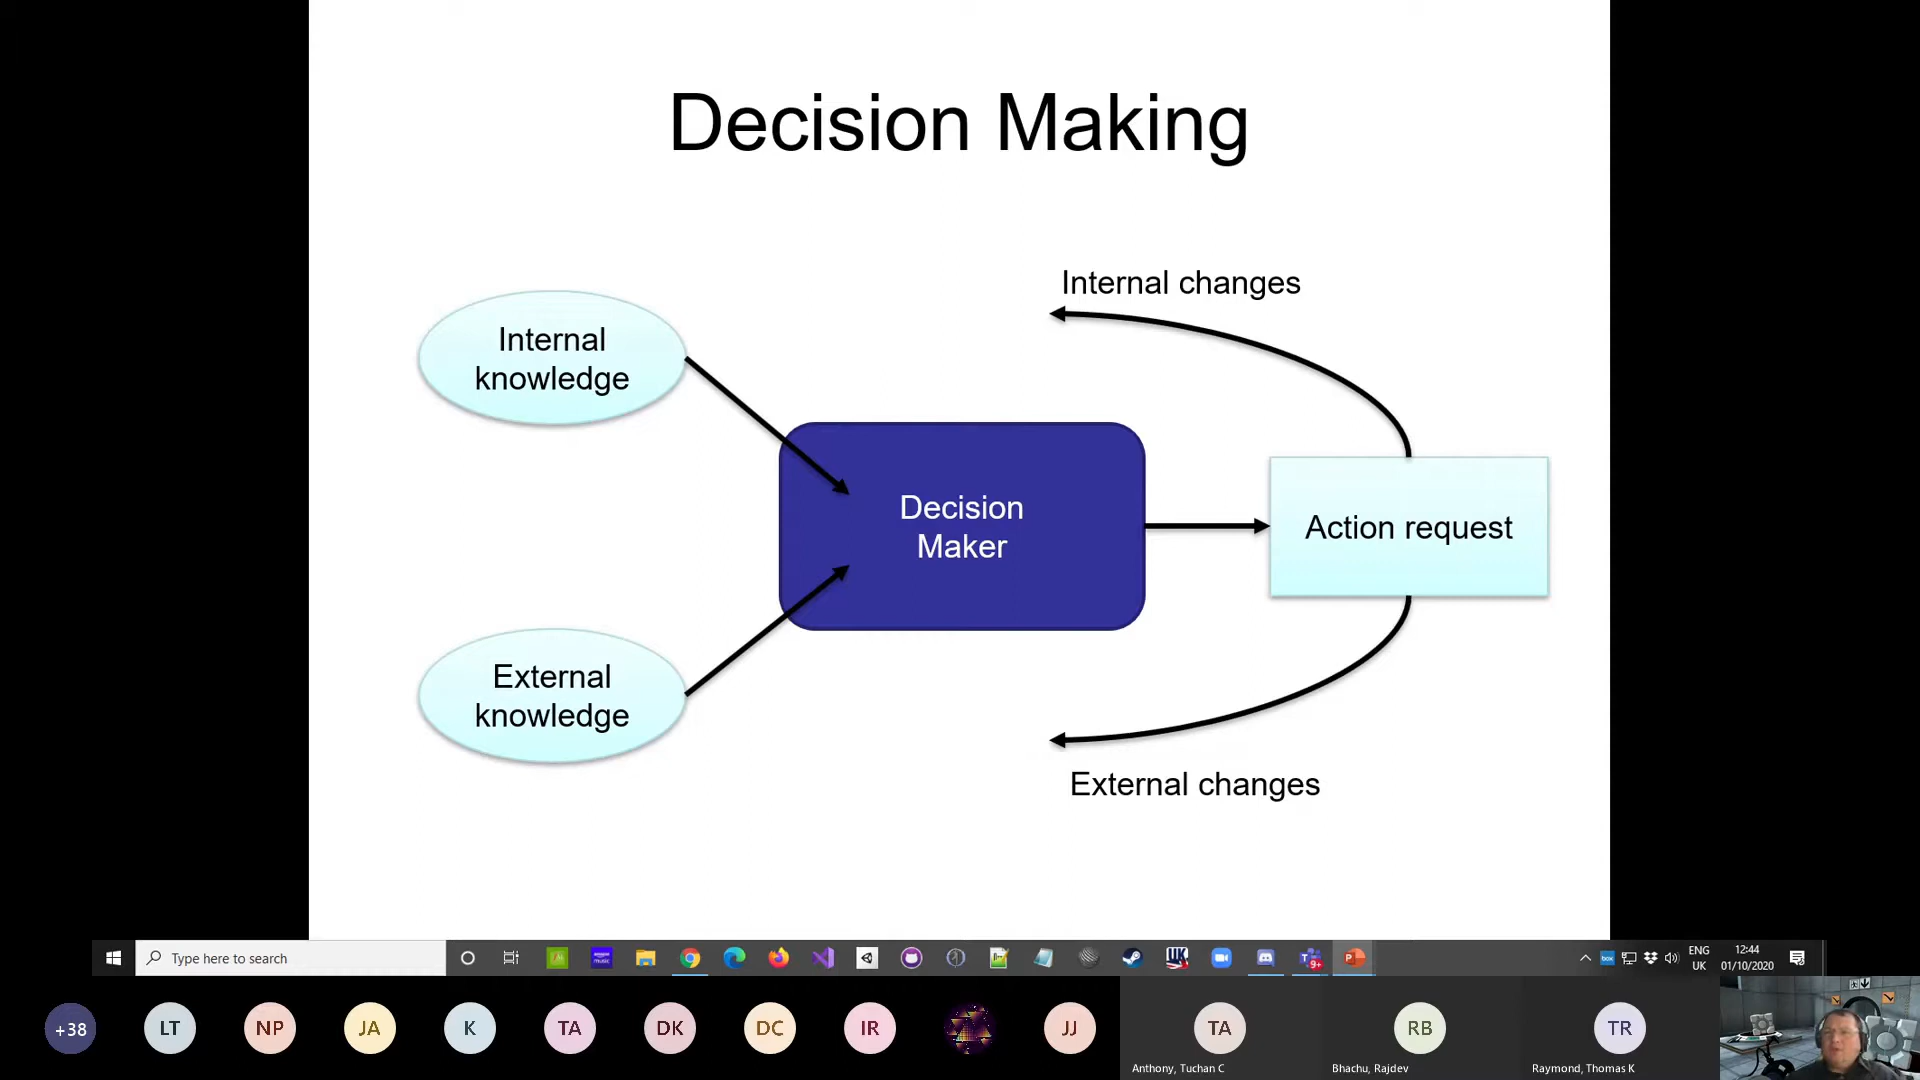 Decision Making
Internal changes
Internal
knowledge
Decision
Maker
Action request
External
knowledge
External changes
Type here to search
9+
ENG
UK
12:44
01/10/2020
+38
LT
NP
JA
K
TA
DK
DC
IR
JJ
TA
RB
TR
Anthony, Tuchan C
Bhachu, Rajdev
Raymond, Thomas K